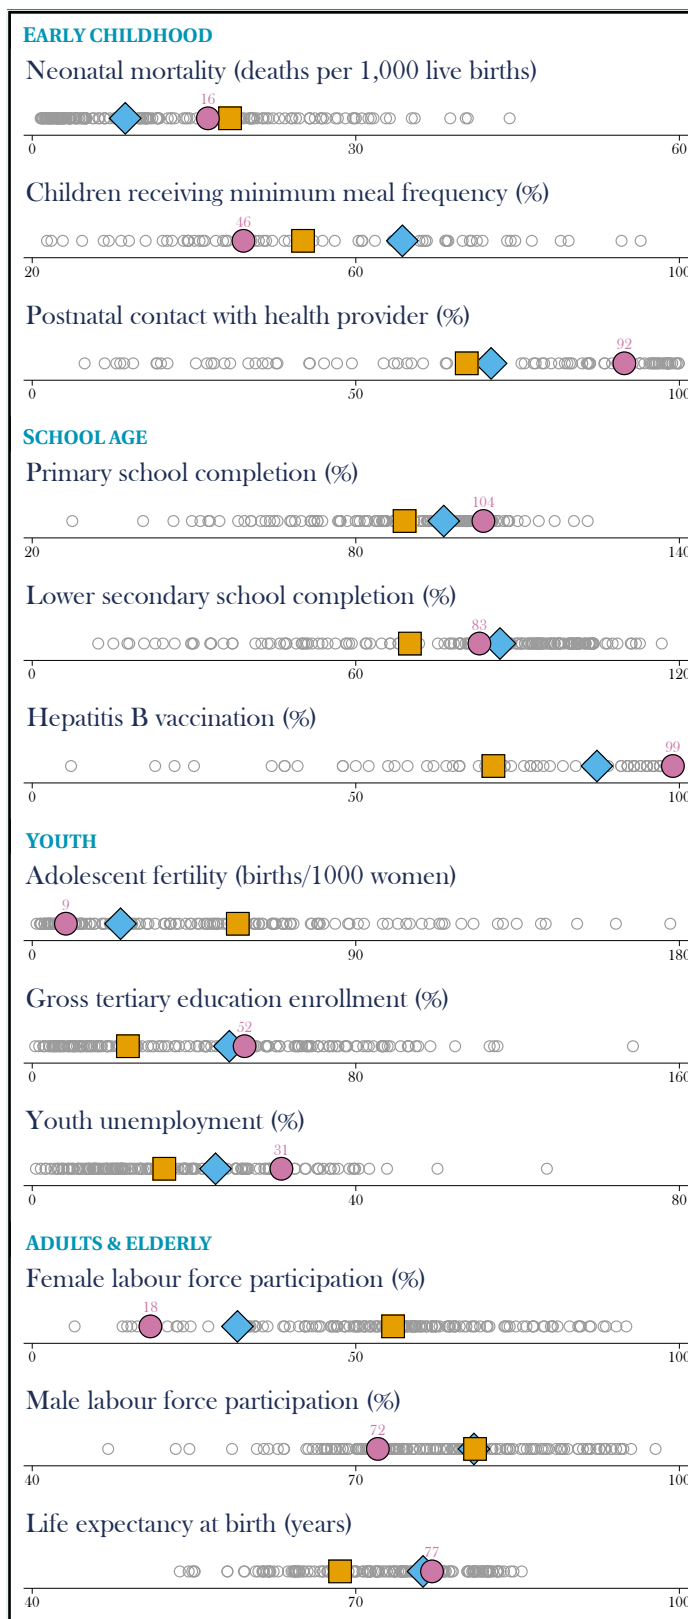 EARLY CHILDHOOD
Neonatal mortality (deaths per 1,000 live births)
16
0 30 60
Children receiving minimum meal frequency (%)
46
20 60 100
Postnatal contact with health provider (%)
92
0 50 100
SCHOOL AGE
Primary school completion (%)
104
20 80 140
Lower secondary school completion (%)
83
0 60 120
Hepatitis B vaccination (%)
99
0 50 100
YOUTH
Adolescent fertility (births/1000 women)
9
0 90 180
Gross tertiary education enrollment (%)
52
0 80 160
Youth unemployment (%)
31
0 40 80
ADULTS & ELDERLY
Female labour force participation (%)
18
0 50 100
Male labour force participation (%)
72
40 70 100
Life expectancy at birth (years)
77
40 70 100